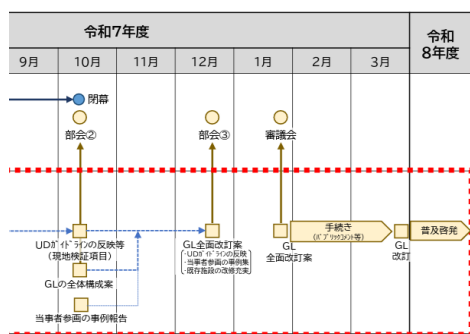 令和7年度
令和
8年度
9月
10月
11月
12月
1月
2月
3月
閉幕
部会②
部会③
審議会
UDガイドラインの反映等
(現地検証項目)
GLの全体構成案
当事者参画の事例報告
GL全面改訂案
・UDガイドラインの反映
・当事者参画の事例集
・既存施設の改修充実
GL
全面改訂案
手続き
(パブリックコメント等)
GL
改訂
普及啓発